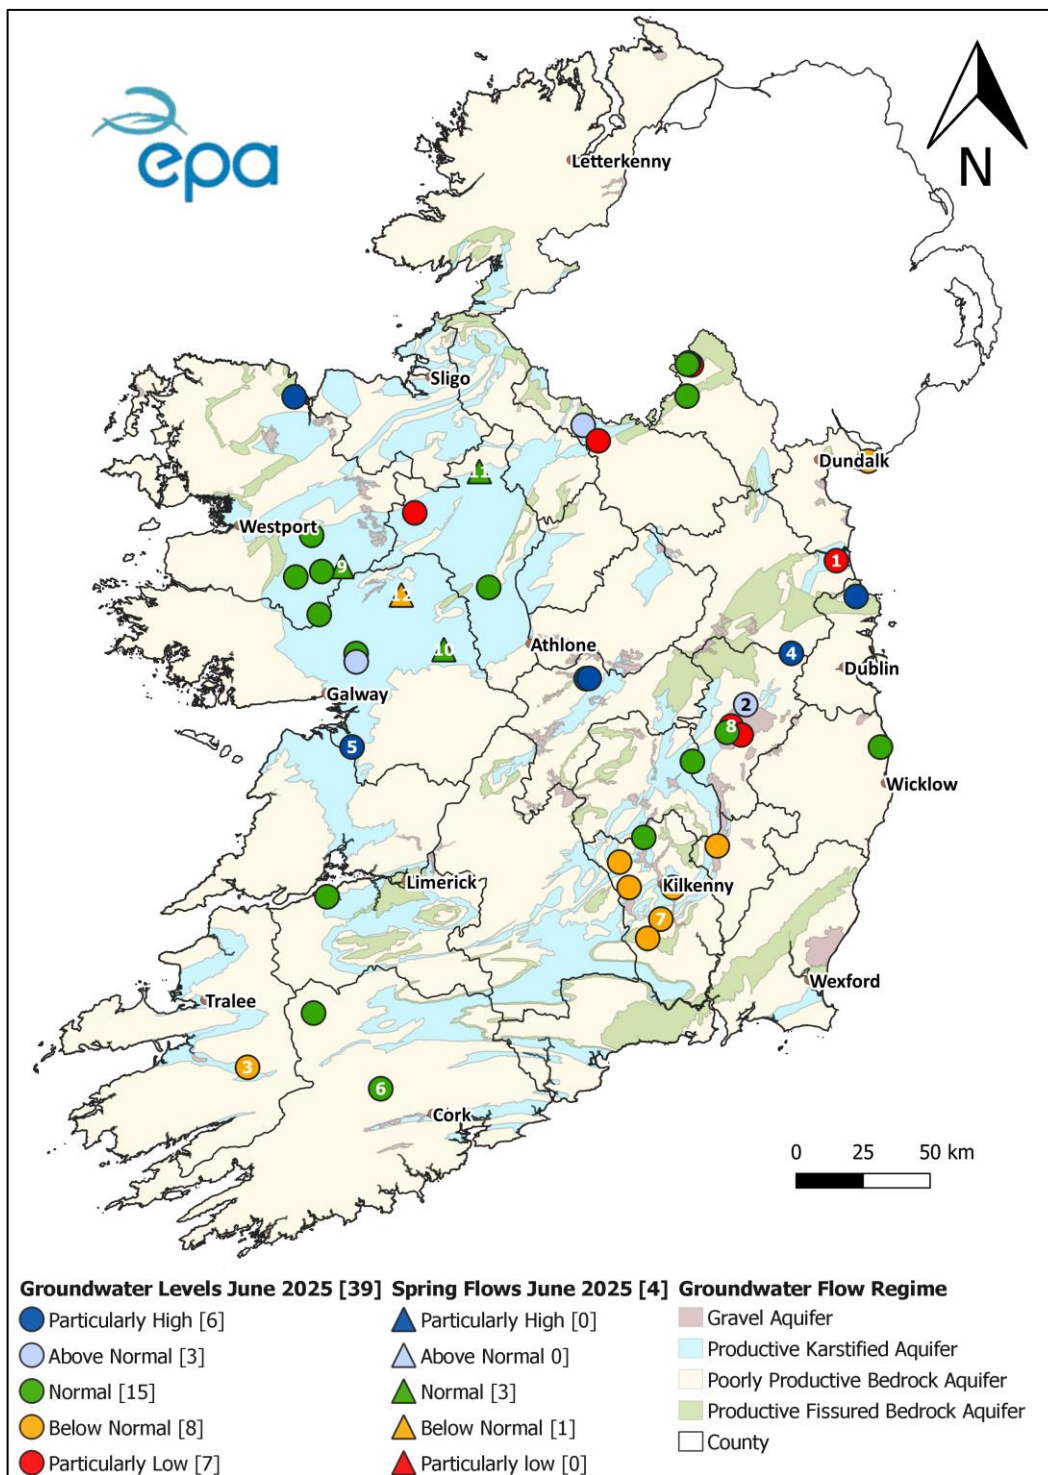 epa
N
Letterkenny
Sligo
Dundalk
11
Westport
9
12
1
10
Athlone
4
Dublin
Galway
2
8
5
Wicklow
Limerick
Kilkenny
7
Wexford
Tralee
3
6
Cork
0 25 50 km
Groundwater Levels June 2025 [39]
Particularly High [6]
Above Normal [3]
Normal [15]
Below Normal [8]
Particularly Low [7]
Spring Flows June 2025 [4]
Particularly High [0]
Above Normal 0]
Normal [3]
Below Normal [1]
Particularly low [0]
Groundwater Flow Regime
Gravel Aquifer
Productive Karstified Aquifer
Poorly Productive Bedrock Aquifer
Productive Fissured Bedrock Aquifer
County